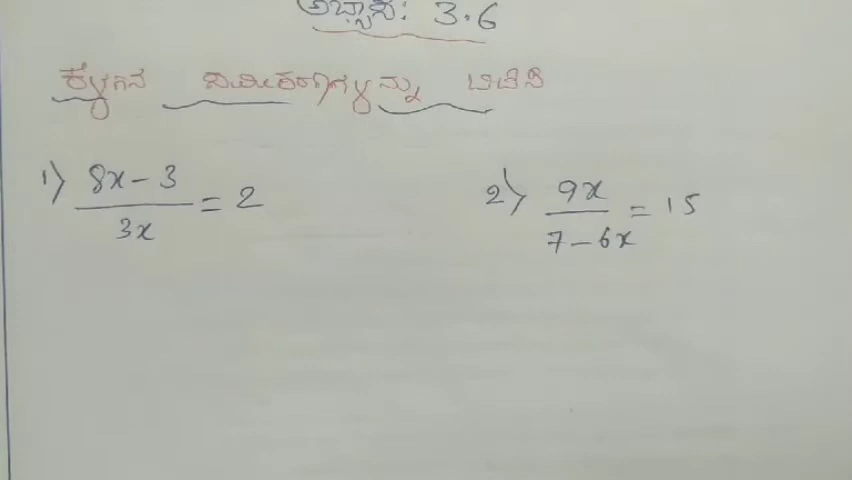 ಅಭ್ಯಾಸ: 3.6
ಕೆಳಗಿನ ಸಮೀಕರಣಗಳನ್ನು ಬಿಡಿಸಿ
1) 8x - 3 / 3x = 2
2) 9x / 7 - 6x = 15